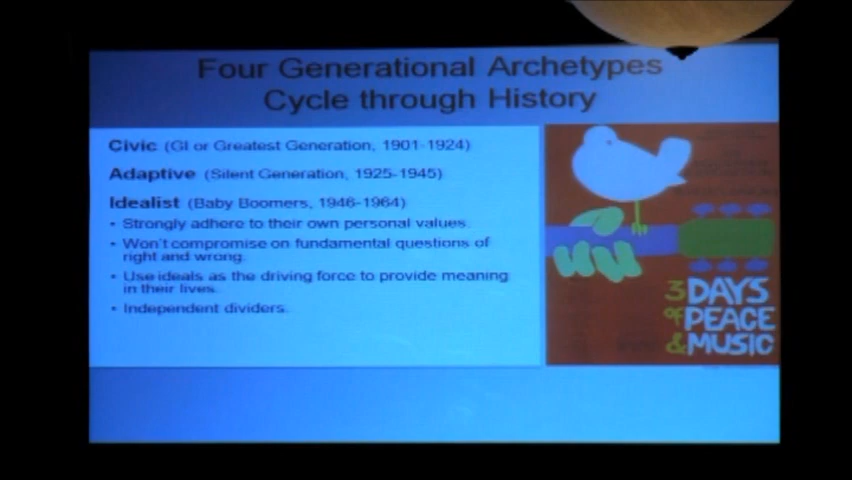 Four Generational Archetypes
Cycle through History
Civic (GI or Greatest Generation, 1901-1924)
Adaptive (Silent Generation, 1925-1945)
Idealist (Baby Boomers, 1946-1964)
• Strongly adhere to their own personal values.
• Won't compromise on fundamental questions of
right and wrong.
• Use ideals as the driving force to provide meaning
in their lives.
• Independent dividers.
3 DAYS
of PEACE
& MUSIC